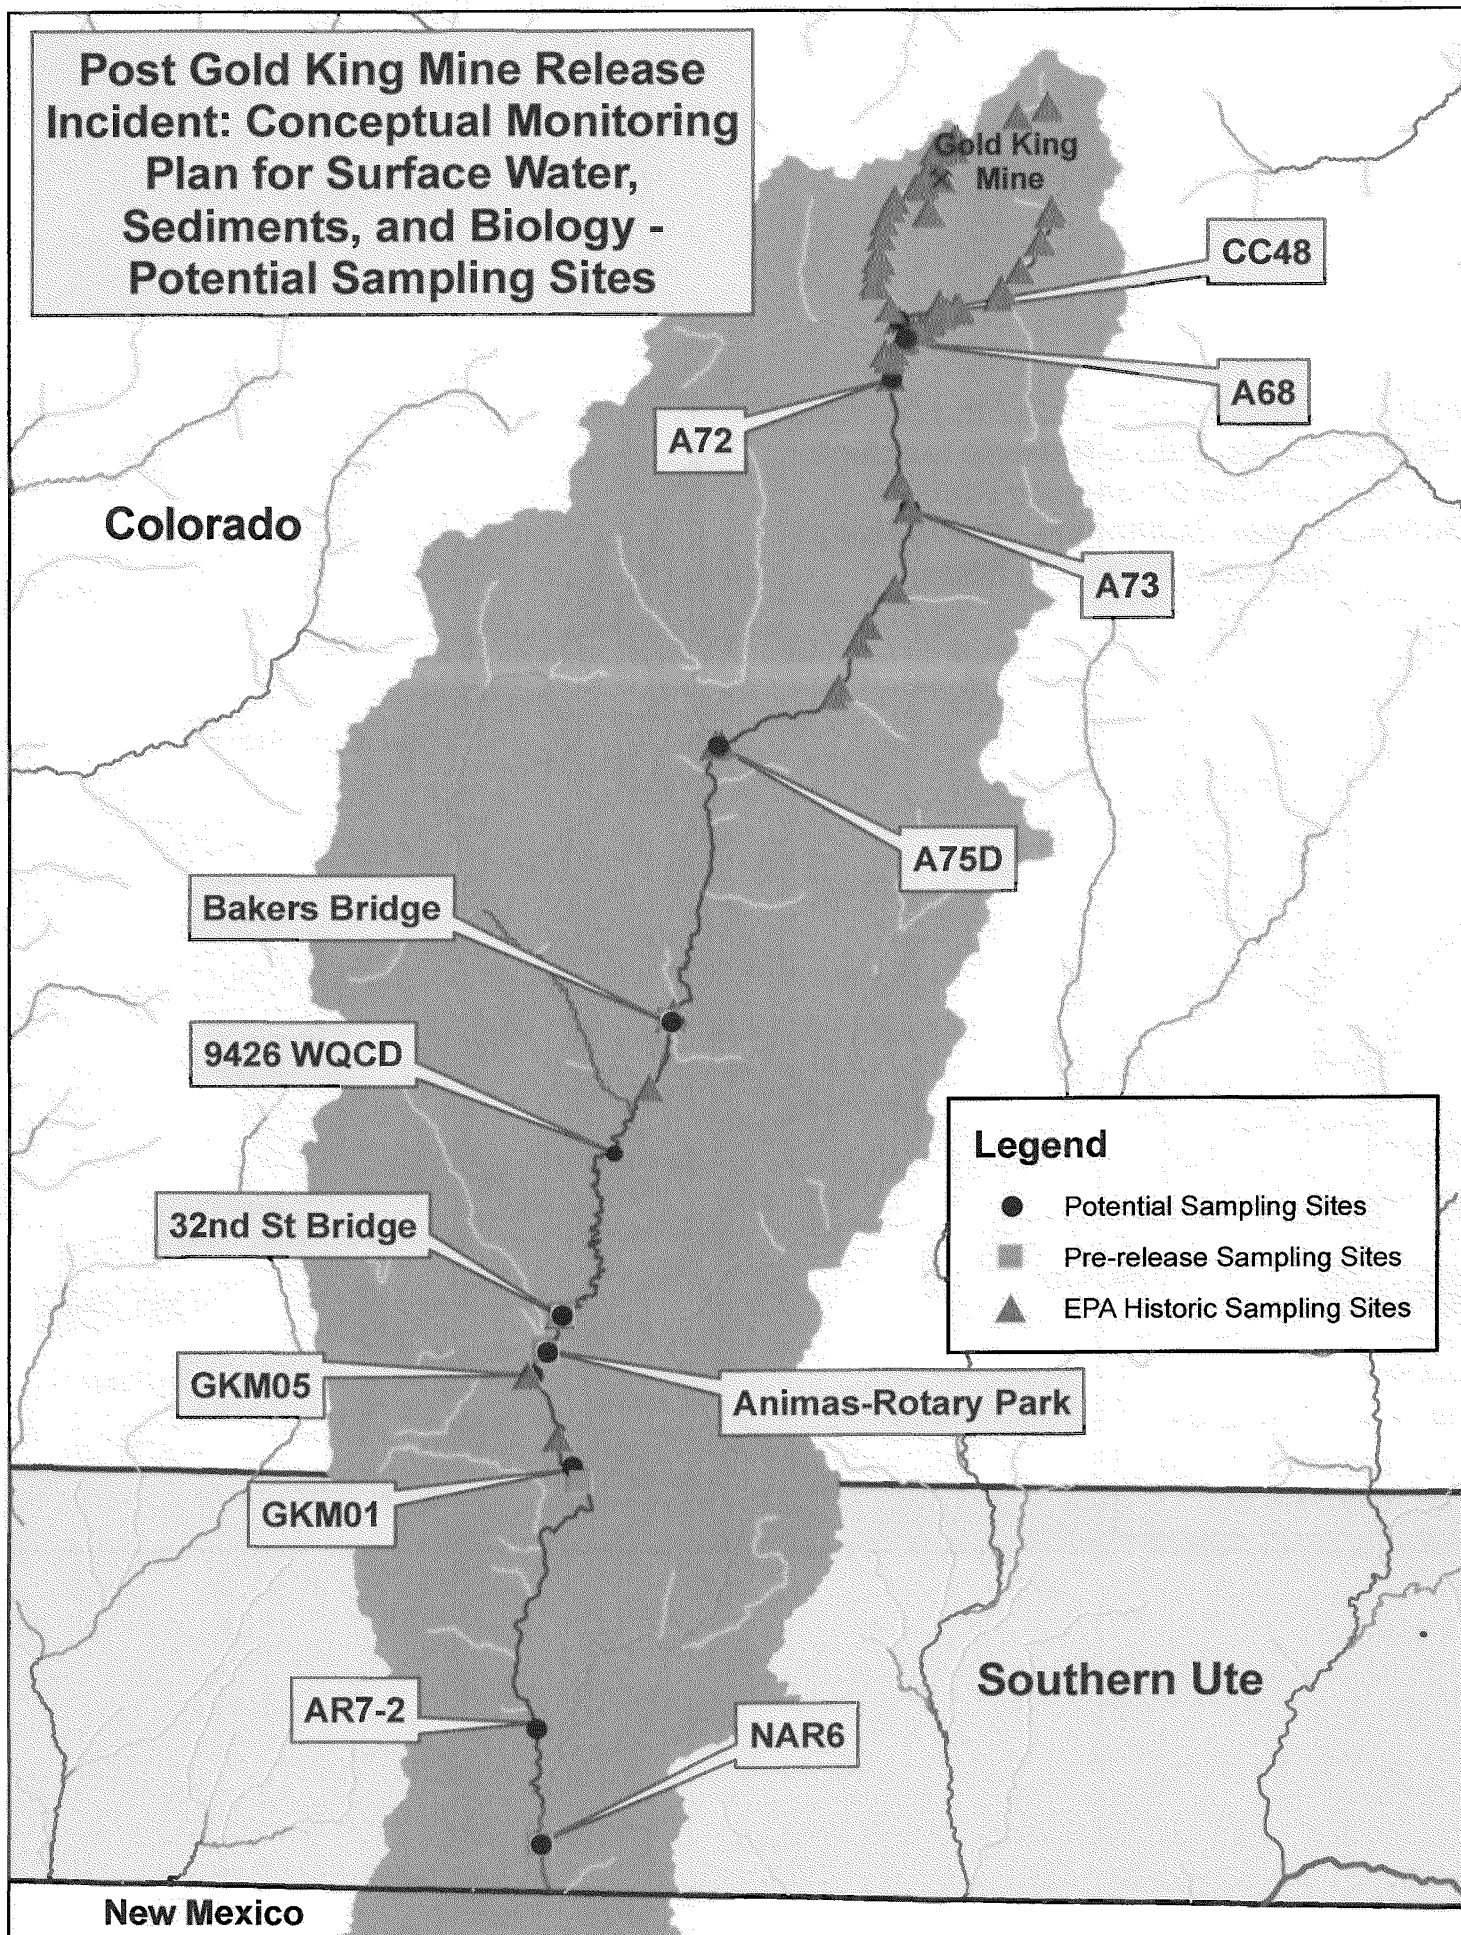 Post Gold King Mine Release
Incident: Conceptual Monitoring
Plan for Surface Water,
Sediments, and Biology -
Potential Sampling Sites
Gold King
Mine
CC48
A68
A72
Colorado
A73
A75D
Bakers Bridge
9426 WQCD
Legend
Potential Sampling Sites
Pre-release Sampling Sites
EPA Historic Sampling Sites
32nd St Bridge
GKM05
Animas-Rotary Park
GKM01
Southern Ute
AR7-2
NAR6
New Mexico